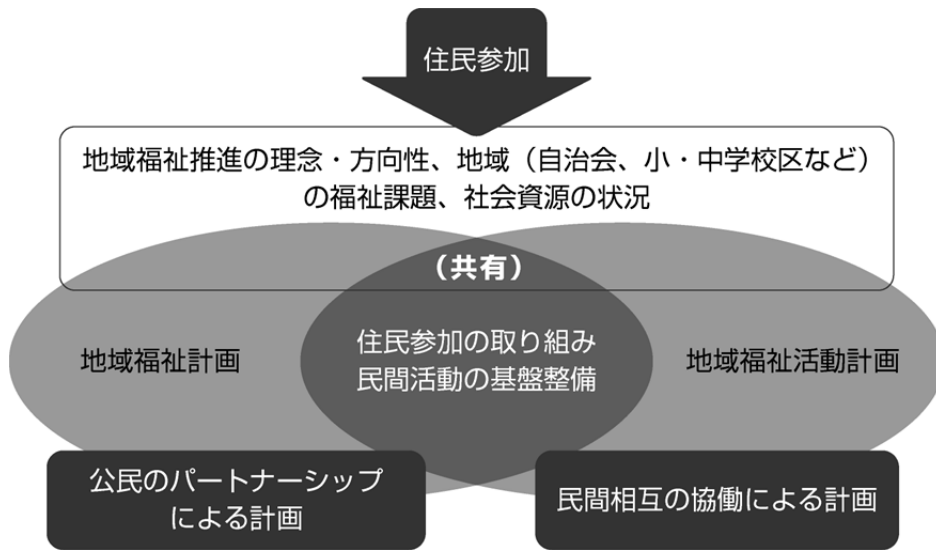 住民参加
地域福祉推進の理念・方向性、地域（自治会、小・中学校区など）
の福祉課題、社会資源の状況
（共有）
地域福祉計画
住民参加の取り組み
民間活動の基盤整備
地域福祉活動計画
公民のパートナーシップ
による計画
民間相互の協働による計画